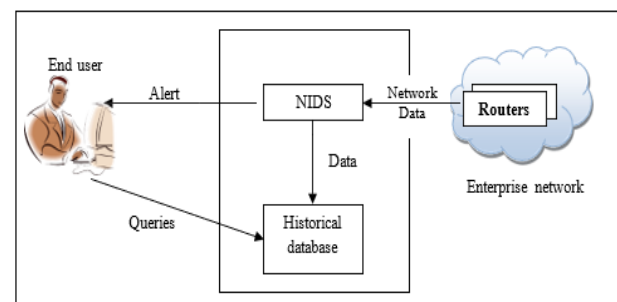 End user
Alert
NIDS
Network
Data
Routers
Data
Enterprise network
Queries
Historical
database